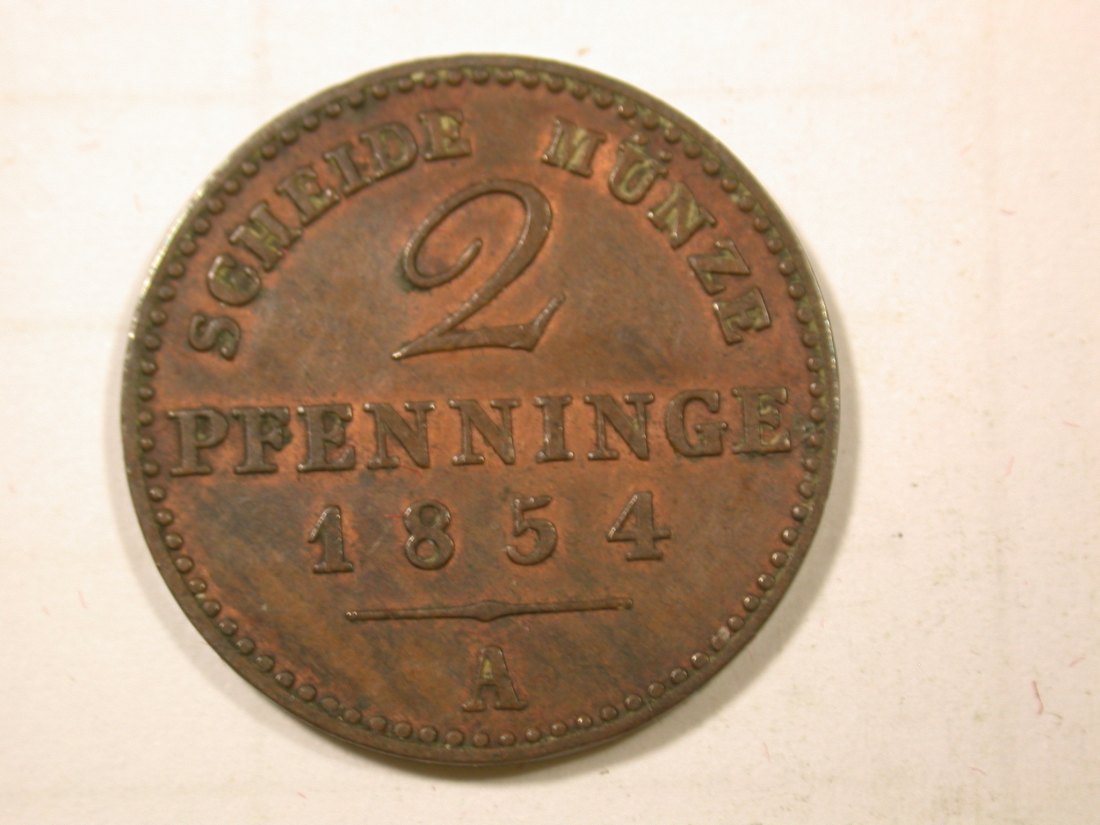 SCHEIDE MÜNZE
2
PFENNINGE
1854
A